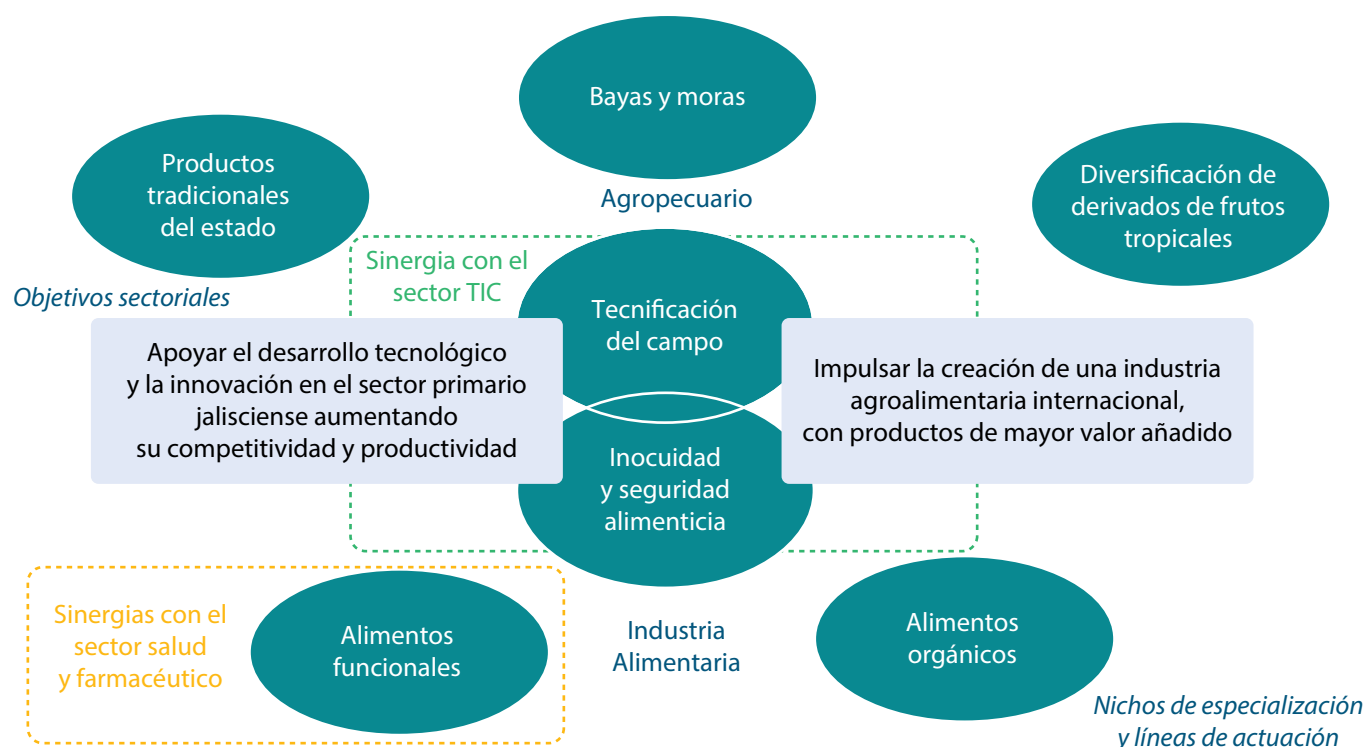 Bayas y moras
Productos
tradicionales
del estado
Diversificación de
derivados de frutos
tropicales
Agropecuario
Sinergia con el
sector TIC
Objetivos sectoriales
Tecnificación
del campo
Apoyar el desarrollo tecnológico
y la innovación en el sector primario
jalisciense aumentando
su competitividad y productividad
Impulsar la creación de una industria
agroalimentaria internacional,
con productos de mayor valor añadido
Inocuidad
y seguridad
alimenticia
Sinergias con el
sector salud
y farmacéutico
Alimentos
funcionales
Industria
Alimentaria
Alimentos
orgánicos
Nichos de especialización
y líneas de actuación